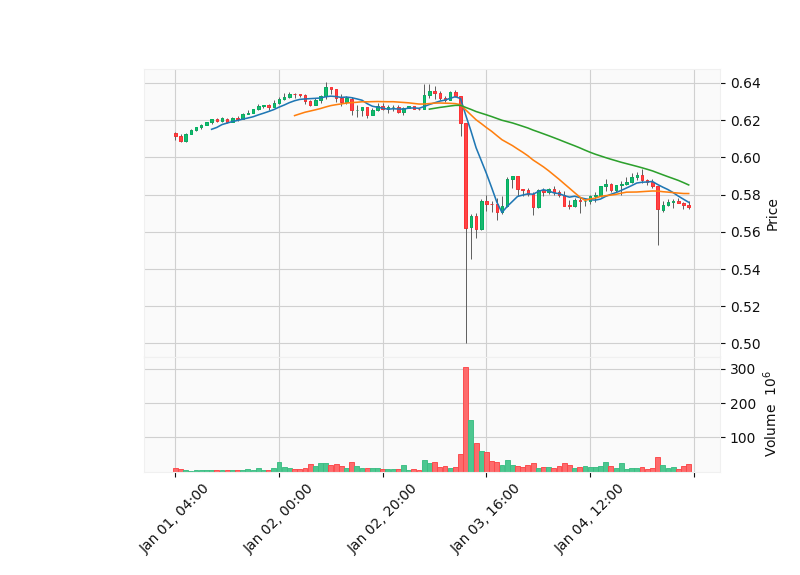 0.64
0.62
0.60
0.58
0.56
0.54
0.52
0.50
Price
300
200
100
Volume 10^6
Jan 01, 04:00
Jan 02, 00:00
Jan 02, 20:00
Jan 03, 16:00
Jan 04, 12:00